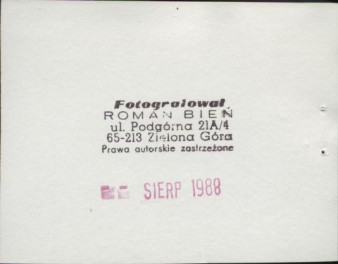 Fotografował
ROMAN BIEŃ
ul. Podgórna 21A/4
65-213 Zielona Góra
Prawa autorskie zastrzeżone
SIERP 1988